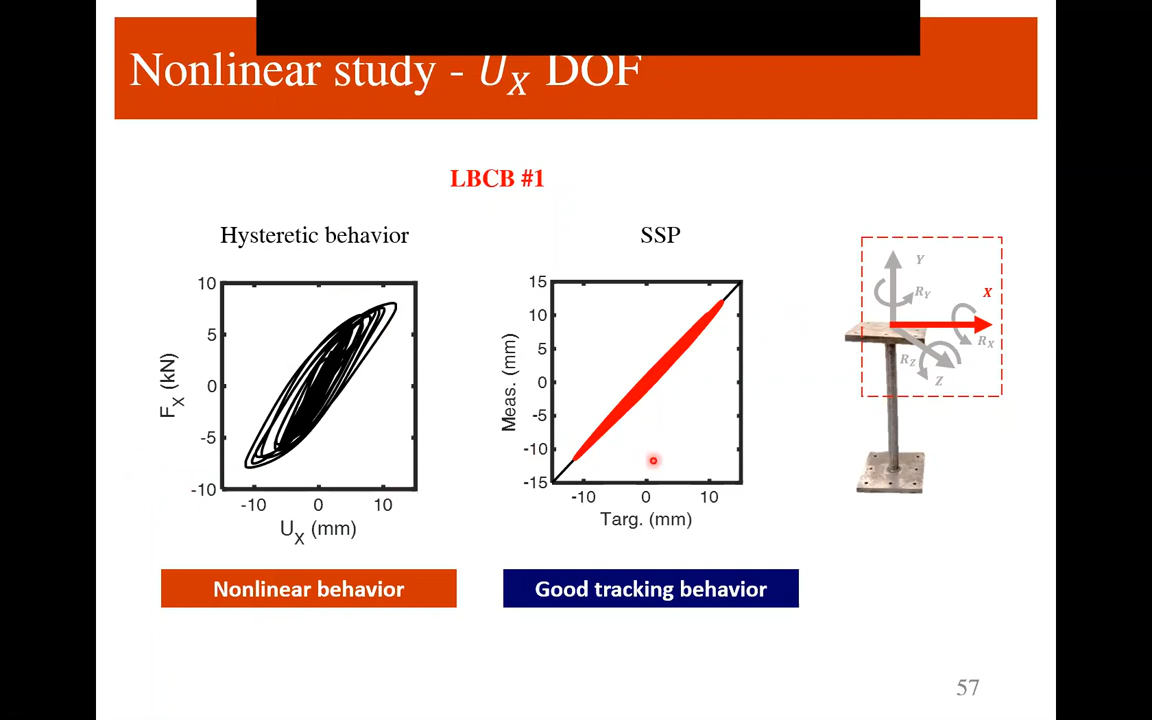 Nonlinear study - U_X DOF
LBCB #1
Hysteretic behavior
SSP
10
5
0
-5
-10
F_X (kN)
-10 0 10
U_X (mm)
15
10
5
0
-5
-10
-15
Meas. (mm)
-10 0 10
Targ. (mm)
Y
R_Y
X
R_X
R_Z
Z
Nonlinear behavior
Good tracking behavior
57